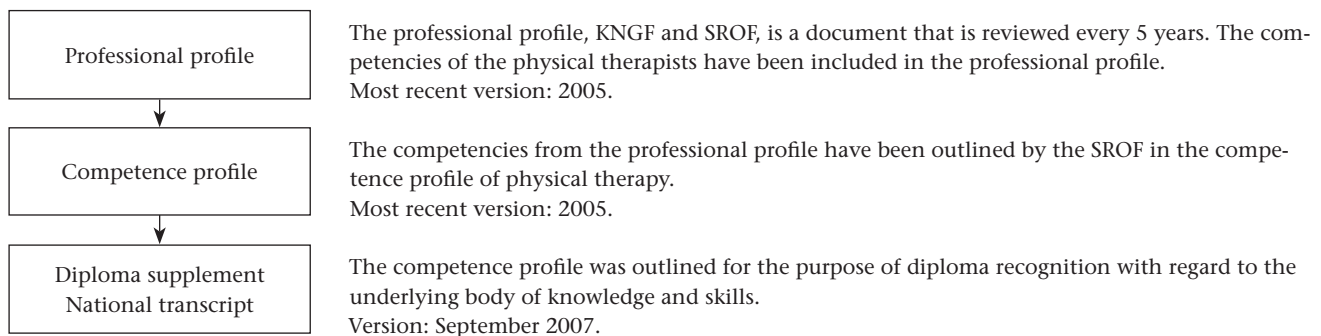 Professional profile
The professional profile, KNGF and SROF, is a document that is reviewed every 5 years. The com-
petencies of the physical therapists have been included in the professional profile.
Most recent version: 2005.
Competence profile
The competencies from the professional profile have been outlined by the SROF in the compe-
tence profile of physical therapy.
Most recent version: 2005.
Diploma supplement
National transcript
The competence profile was outlined for the purpose of diploma recognition with regard to the
underlying body of knowledge and skills.
Version: September 2007.